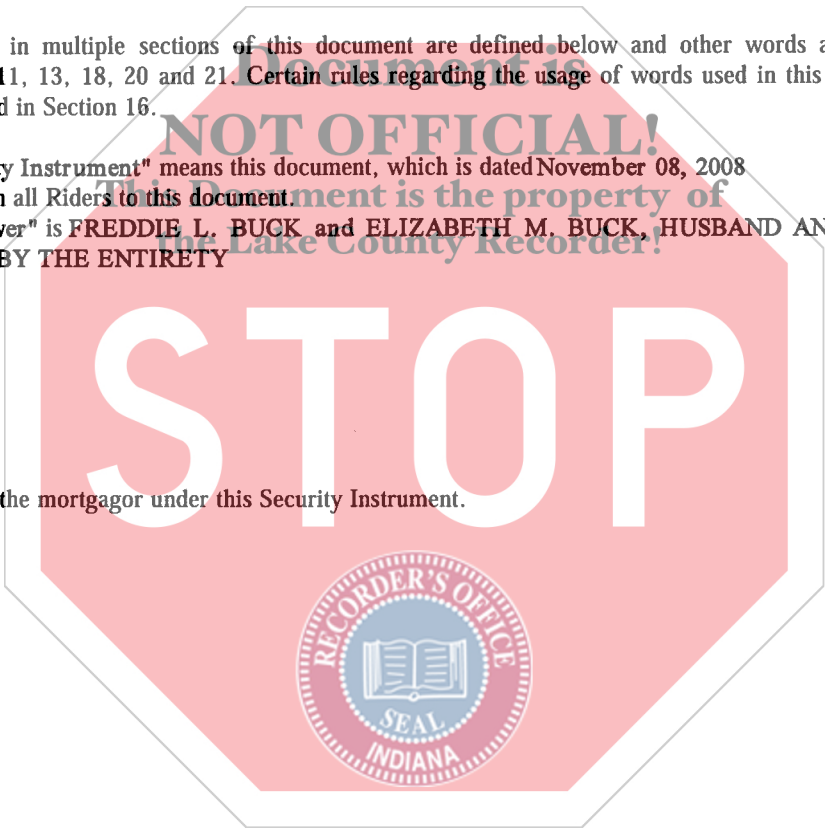 in multiple sections of this document are defined below and other words a
Document is
11, 13, 18, 20 and 21. Certain rules regarding the usage of words used in this
d in Section 16.
NOT OFFICIAL!
y Instrument" means this document, which is dated November 08, 2008
n all Riders to this document.
This Document is the property of
ver" is FREDDIE L. BUCK and ELIZABETH M. BUCK, HUSBAND AN
the Lake County Recorder!
BY THE ENTIRETY
STOP
the mortgagor under this Security Instrument.
RECORDER'S OFFICE
SEAL
INDIANA